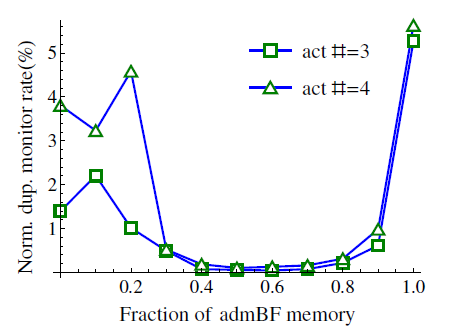 Norm. dup. monitor rate(%)
5
4
3
2
1
act #=3
act #=4
0.2 0.4 0.6 0.8 1.0
Fraction of admBF memory